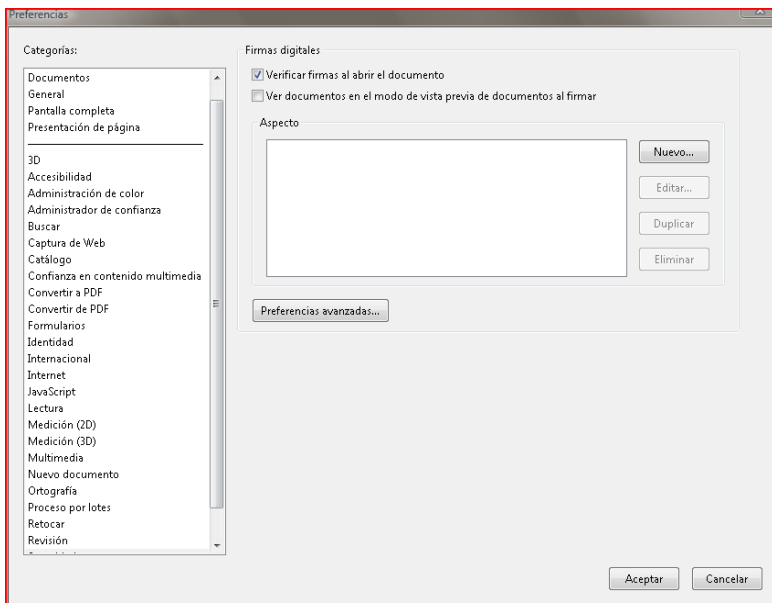 Preferencias
Categorías:
Documentos
General
Pantalla completa
Presentación de página
3D
Accesibilidad
Administración de color
Administrador de confianza
Buscar
Captura de Web
Catálogo
Confianza en contenido multimedia
Convertir a PDF
Convertir de PDF
Formularios
Identidad
Internacional
Internet
JavaScript
Lectura
Medición (2D)
Medición (3D)
Multimedia
Nuevo documento
Ortografía
Proceso por lotes
Retocar
Revisión
Firmas digitales
Verificar firmas al abrir el documento
Ver documentos en el modo de vista previa de documentos al firmar
Aspecto
Nuevo...
Editar...
Duplicar
Eliminar
Preferencias avanzadas...
Aceptar
Cancelar